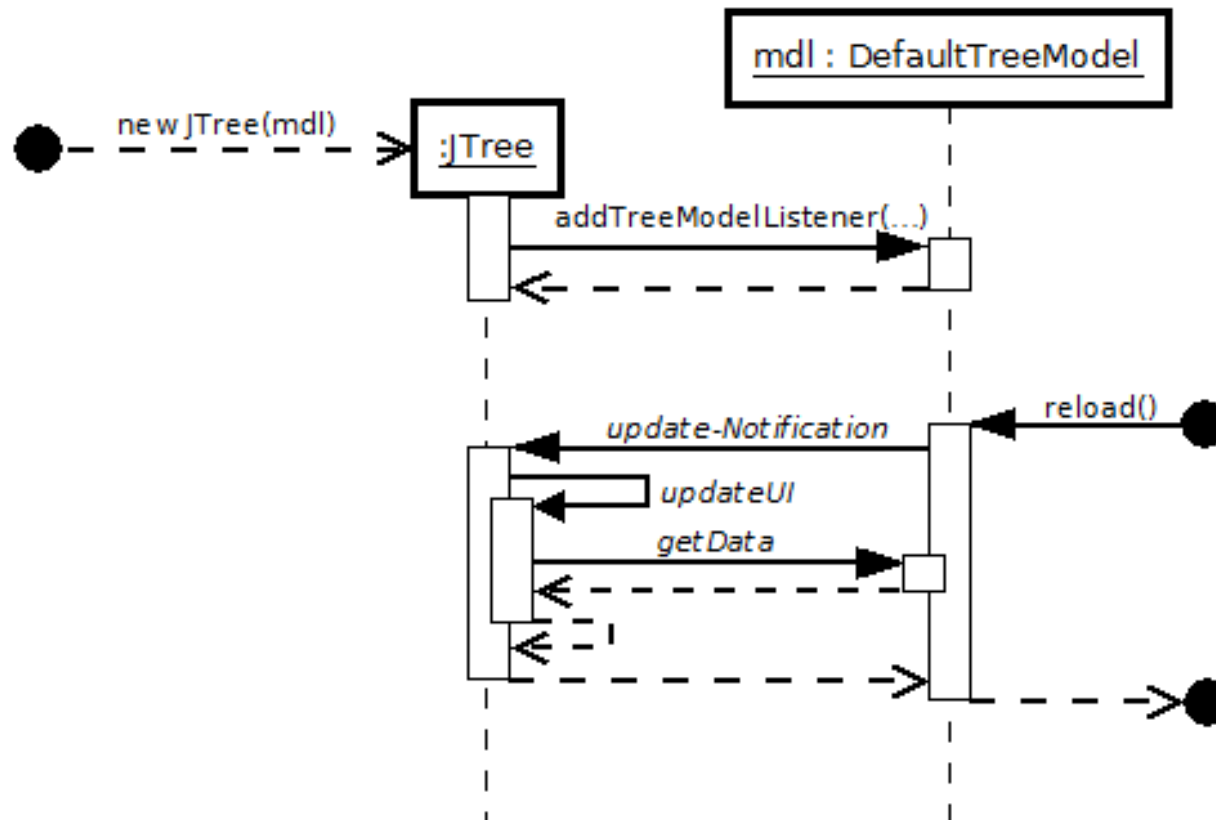 mdl : DefaultTreeModel
new JTree(mdl)
:JTree
addTreeModelListener(...)
reload()
update-Notification
updateUI
getData